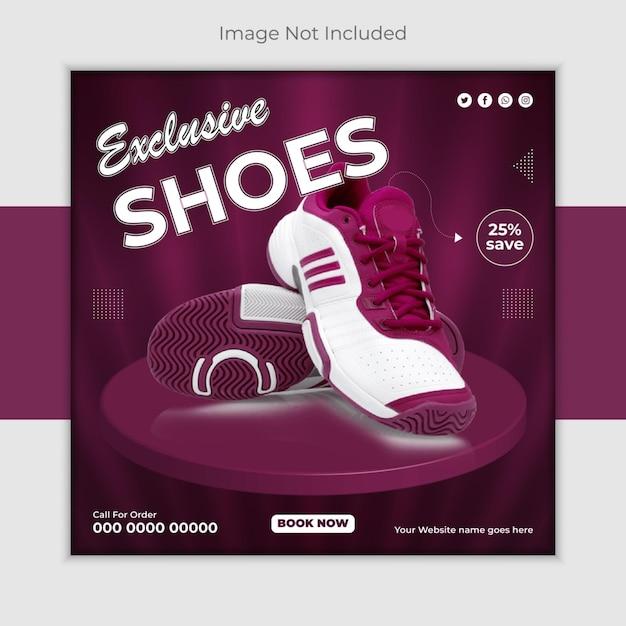 Image Not Included
Exclusive
SHOES
25%
save
Call For Order
000 0000 00000
BOOK NOW
Your Website name goes here